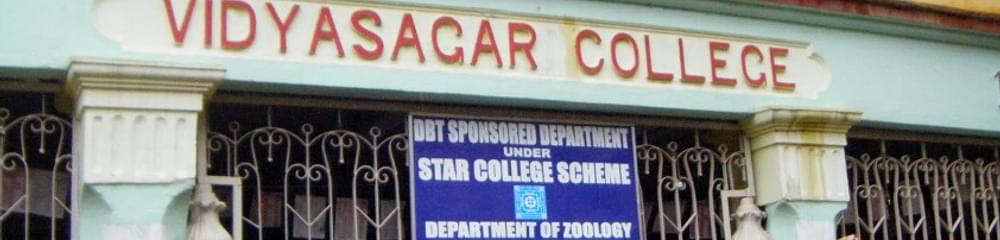 VIDYASAGAR COLLEGE
DBT SPONSORED DEPARTMENT
UNDER
STAR COLLEGE SCHEME
DEPARTMENT OF ZOOLOGY